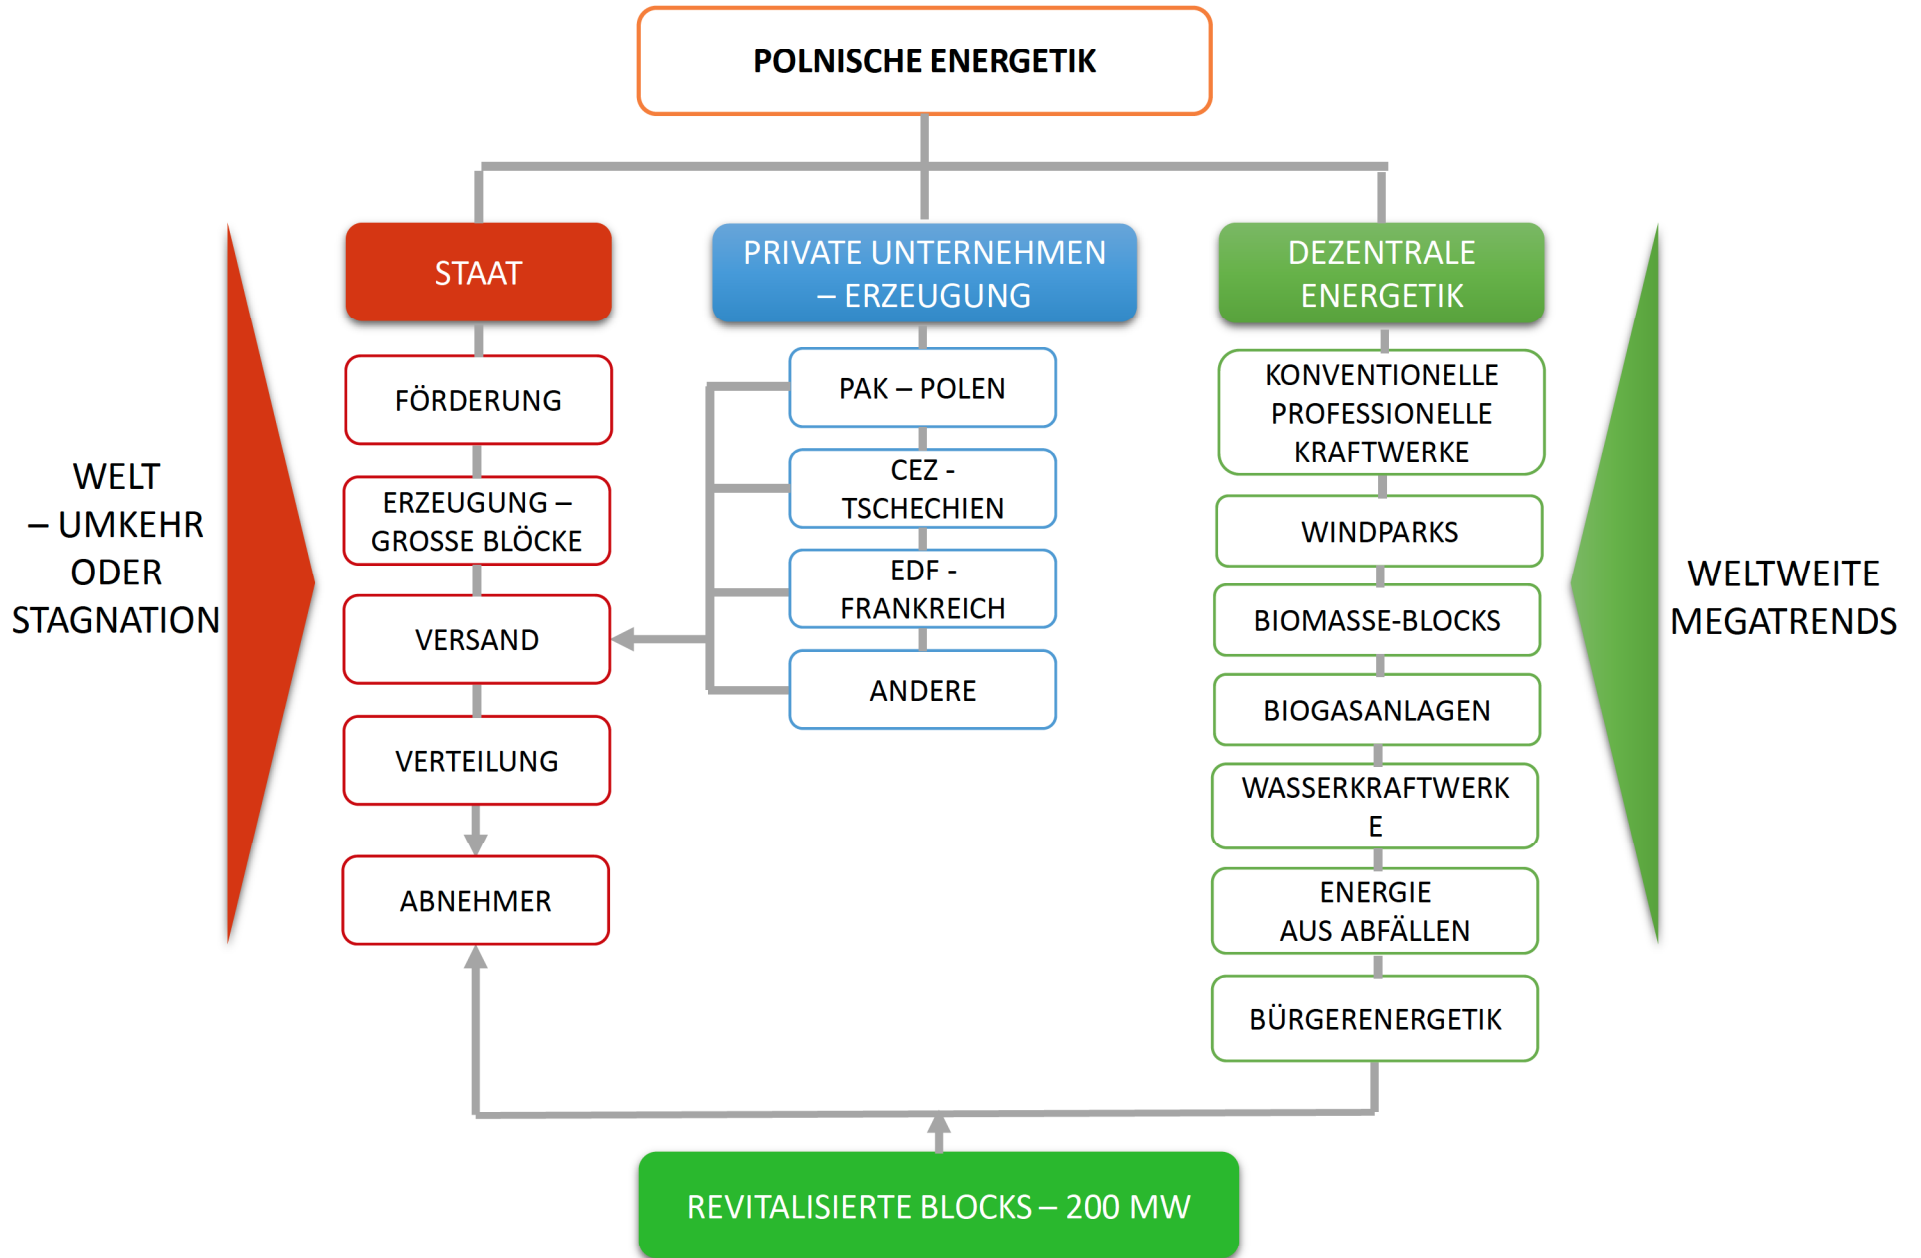 POLNISCHE ENERGETIK
STAAT
FÖRDERUNG
ERZEUGUNG –
GROSSE BLÖCKE
VERSAND
VERTEILUNG
ABNEHMER
PRIVATE UNTERNEHMEN
– ERZEUGUNG
PAK – POLEN
CEZ -
TSCHECHIEN
EDF -
FRANKREICH
ANDERE
DEZENTRALE
ENERGETIK
KONVENTIONELLE
PROFESSIONELLE
KRAFTWERKE
WINDPARKS
BIOMASSE-BLOCKS
BIOGASANLAGEN
WASSERKRAFTWERK
E
ENERGIE
AUS ABFÄLLEN
BÜRGERENERGETIK
WELT
– UMKEHR
ODER
STAGNATION
WELTWEITE
MEGATRENDS
REVITALISIERTE BLOCKS – 200 MW